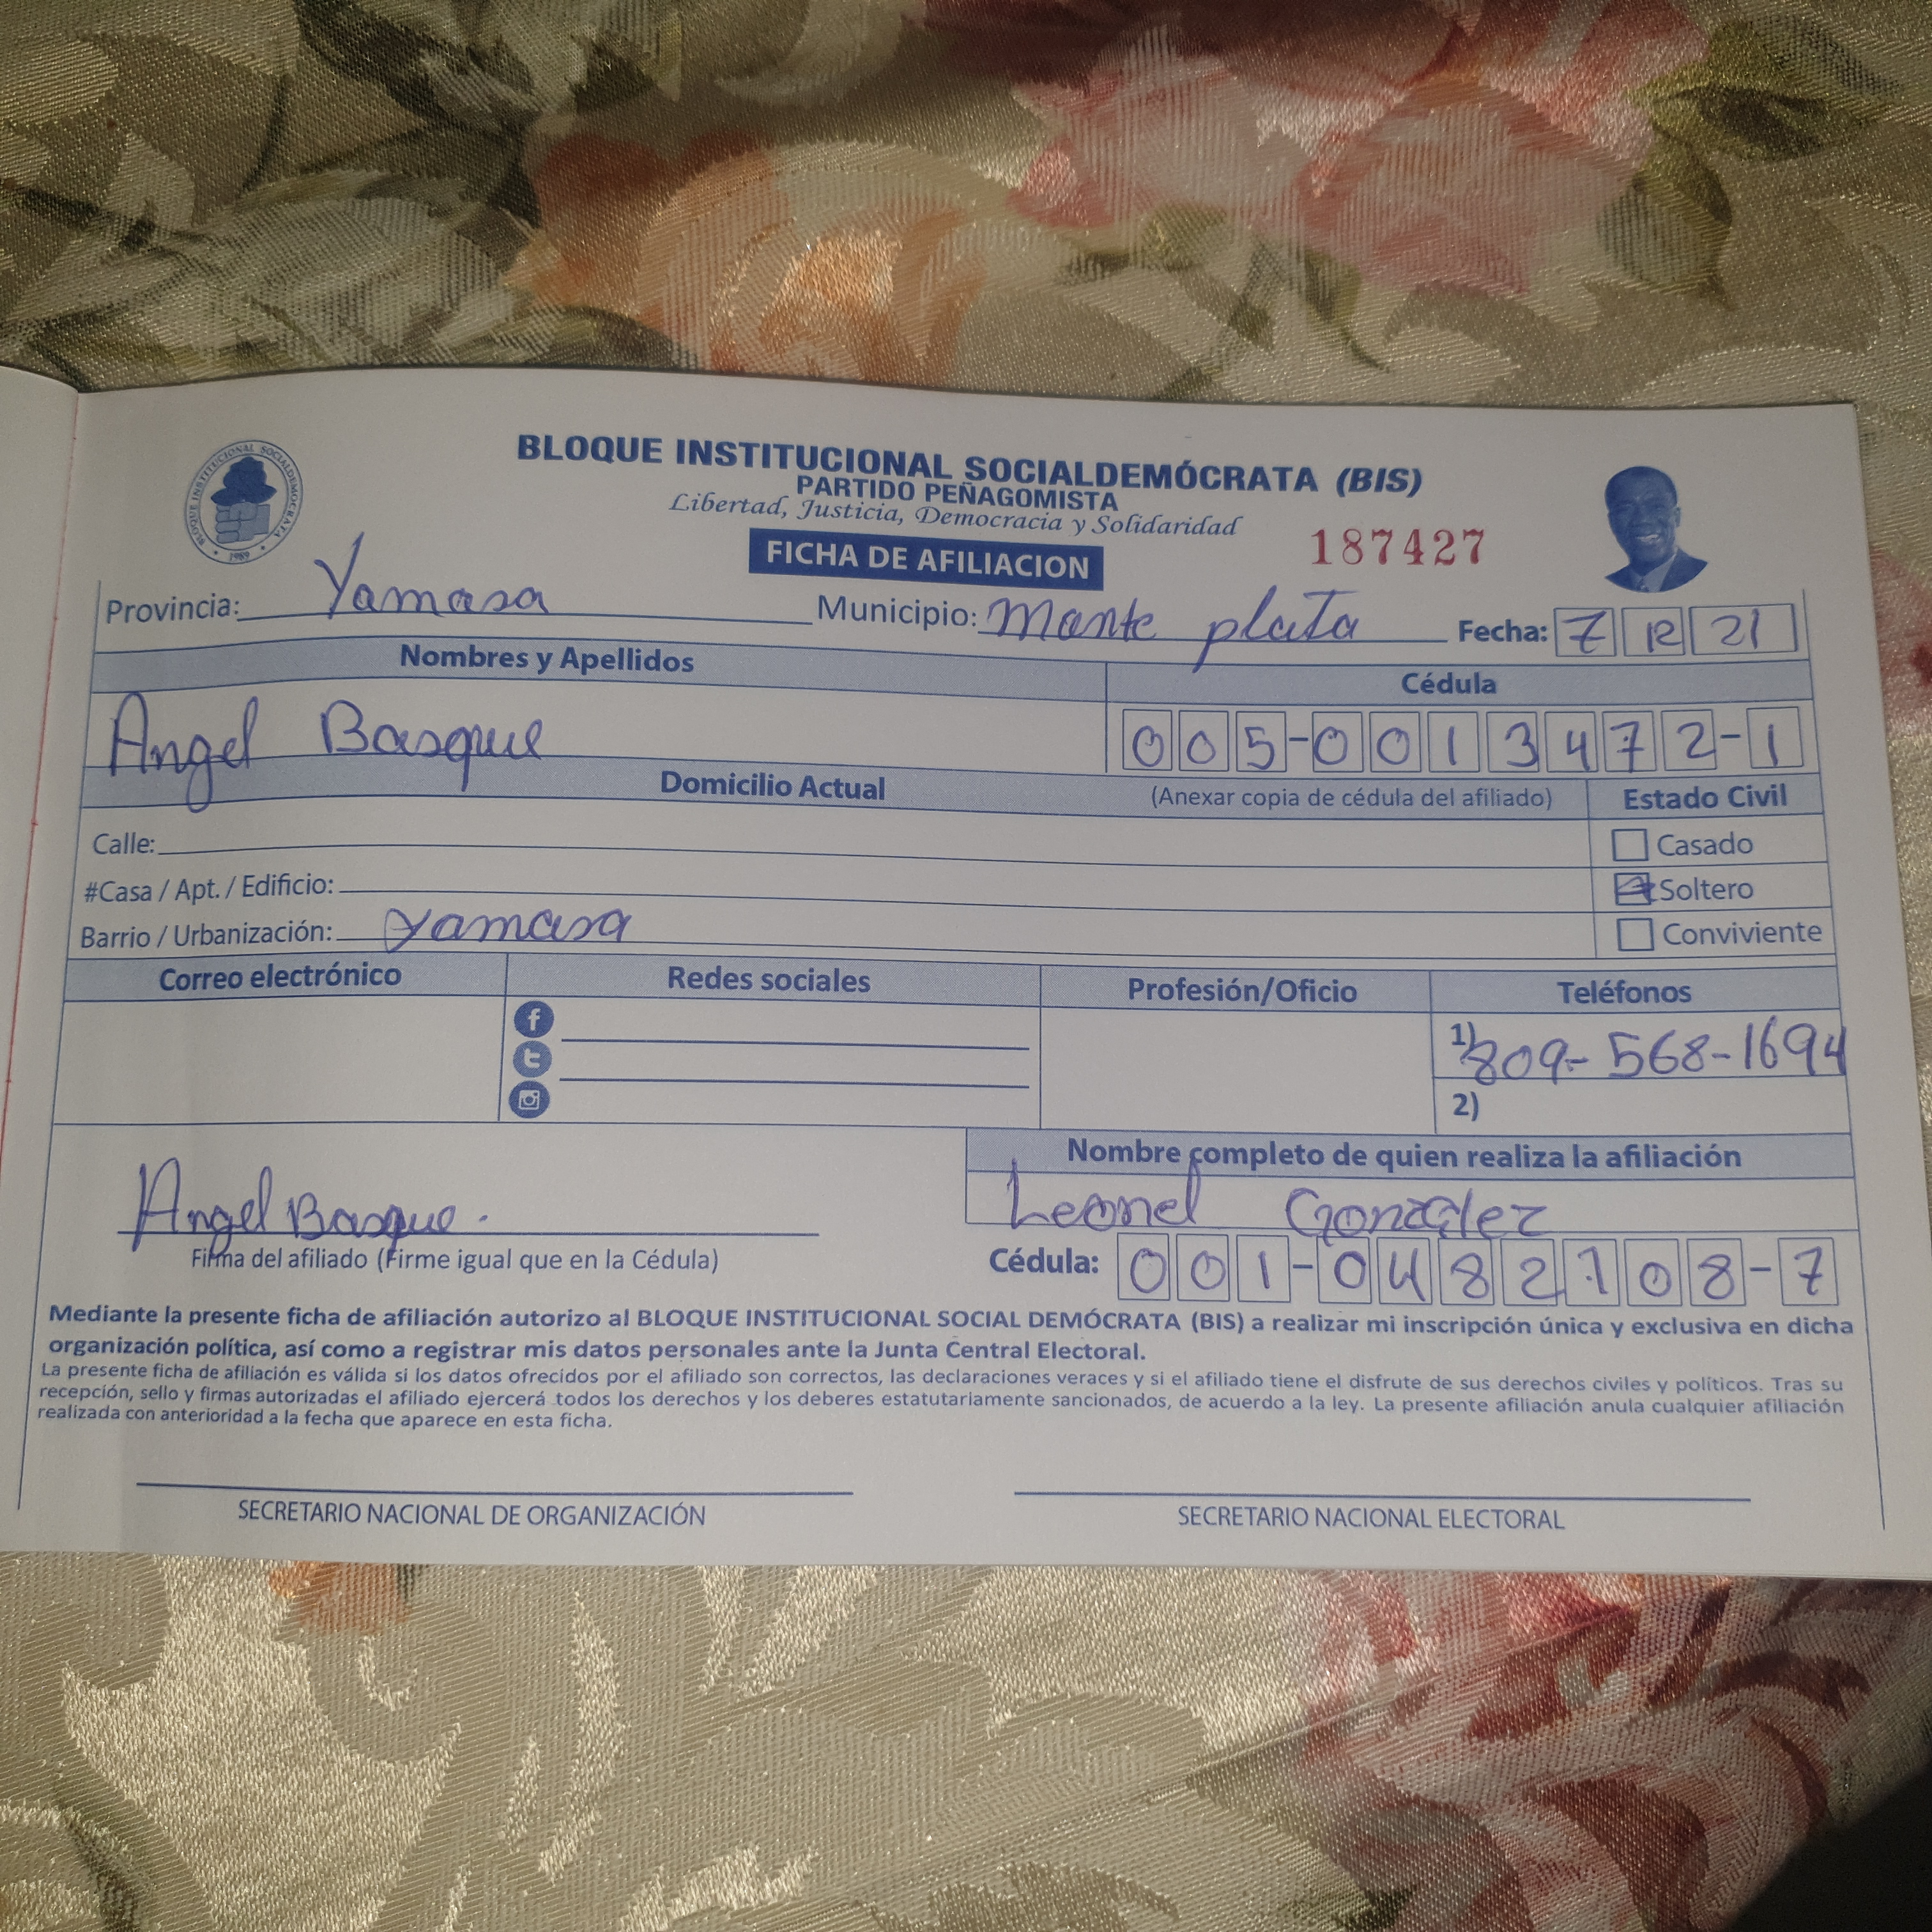 BLOQUE INSTITUCIONAL SOCIALDEMÓCRATA (BIS)
PARTIDO PEÑAGOMISTA
Libertad, Justicia, Democracia y Solidaridad
BLOQUE INSTITUCIONAL SOCIALDEMOCRATA
1989
FICHA DE AFILIACION
187427
Provincia: Yamasa Municipio: Monte plata Fecha: 7 12 21
Nombres y Apellidos Cédula
Angel Basque 005-0013472-1
Domicilio Actual (Anexar copia de cédula del afiliado) Estado Civil
Calle: Casado
#Casa / Apt. / Edificio: Soltero
Barrio / Urbanización: Yamasa Conviviente
Correo electrónico Redes sociales Profesión/Oficio Teléfonos
1) 809-568-1694
2)
Nombre completo de quien realiza la afiliación
Angel Basque. Leonel González
Firma del afiliado (Firme igual que en la Cédula) Cédula: 001-0482108-7
Mediante la presente ficha de afiliación autorizo al BLOQUE INSTITUCIONAL SOCIAL DEMÓCRATA (BIS) a realizar mi inscripción única y exclusiva en dicha
organización política, así como a registrar mis datos personales ante la Junta Central Electoral.
La presente ficha de afiliación es válida si los datos ofrecidos por el afiliado son correctos, las declaraciones veraces y si el afiliado tiene el disfrute de sus derechos civiles y políticos. Tras su
recepción, sello y firmas autorizadas el afiliado ejercerá todos los derechos y los deberes estatutariamente sancionados, de acuerdo a la ley. La presente afiliación anula cualquier afiliación
realizada con anterioridad a la fecha que aparece en esta ficha.
SECRETARIO NACIONAL DE ORGANIZACIÓN SECRETARIO NACIONAL ELECTORAL